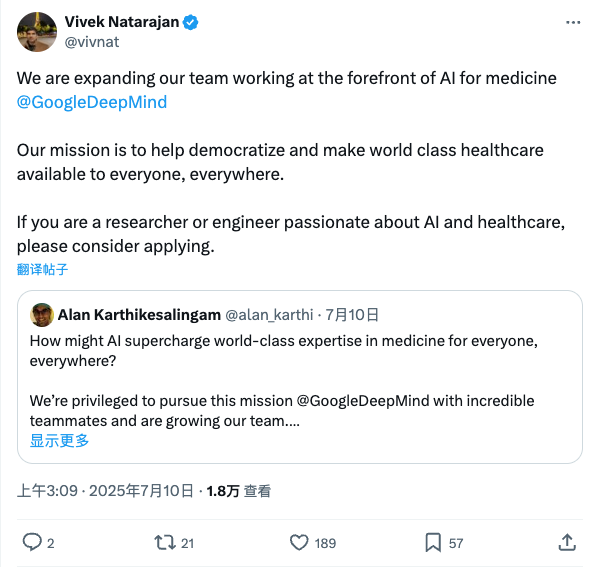 Vivek Natarajan
@vivnat
We are expanding our team working at the forefront of AI for medicine
@GoogleDeepMind
Our mission is to help democratize and make world class healthcare
available to everyone, everywhere.
If you are a researcher or engineer passionate about AI and healthcare,
please consider applying.
翻译帖子
Alan Karthikesalingam @alan_karthi · 7月10日
How might AI supercharge world-class expertise in medicine for everyone,
everywhere?
We’re privileged to pursue this mission @GoogleDeepMind with incredible
teammates and are growing our team....
显示更多
上午3:09 · 2025年7月10日 · 1.8万 查看
2 21 189 57